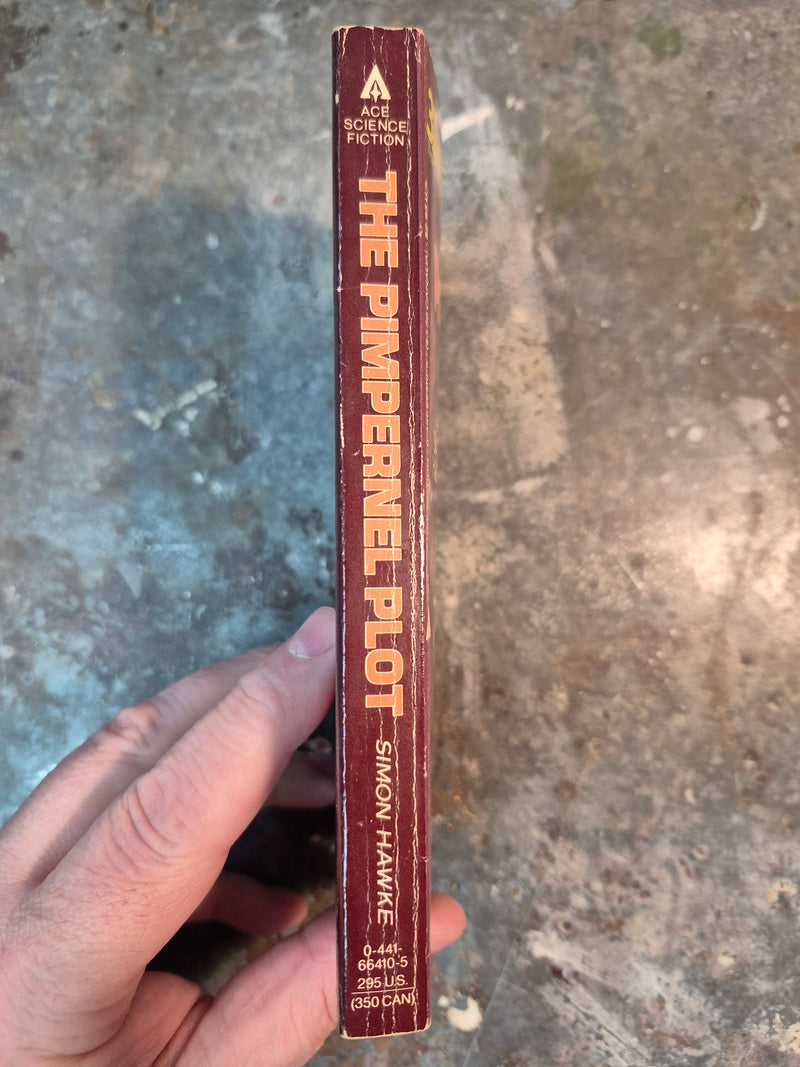 ACE
SCIENCE
FICTION
THE PIMPERNEL PLOT
SIMON HAWKE
0-441-
66410-5
295 U.S.
(350 CAN)